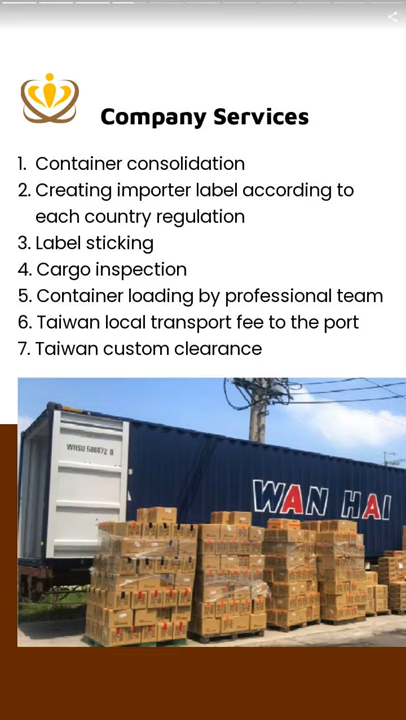 Company Services
1. Container consolidation
2. Creating importer label according to
each country regulation
3. Label sticking
4. Cargo inspection
5. Container loading by professional team
6. Taiwan local transport fee to the port
7. Taiwan custom clearance
WAN HAI